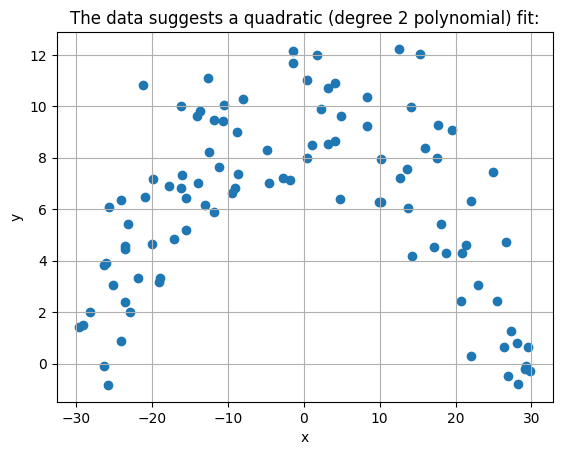 The data suggests a quadratic (degree 2 polynomial) fit:
12
10
8
6
4
2
0
y
−30 −20 −10 0 10 20 30
x